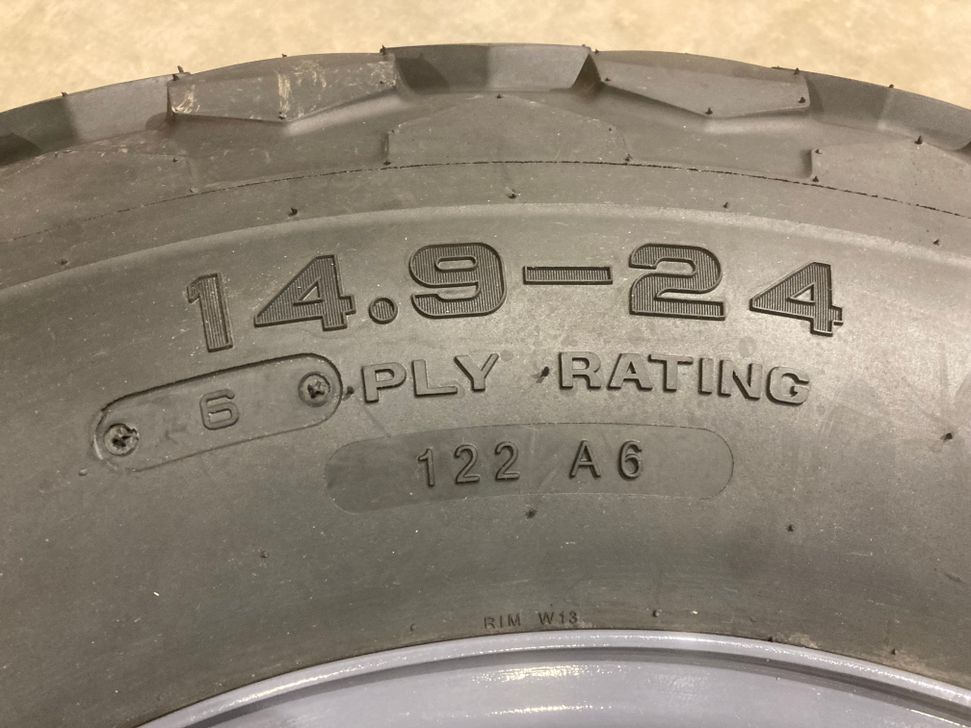 14.9-24
6 PLY RATING
122 A6
RIM W13